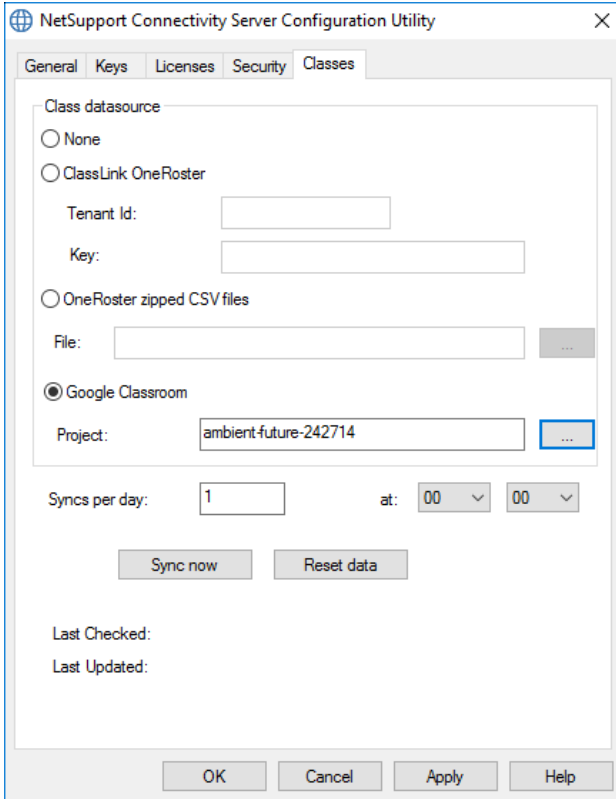 NetSupport Connectivity Server Configuration Utility
General Keys Licenses Security Classes
Class datasource
None
ClassLink OneRoster
Tenant Id:
Key:
OneRoster zipped CSV files
File: ...
Google Classroom
Project: ambient-future-242714 ...
Syncs per day: 1 at: 00 00
Sync now Reset data
Last Checked:
Last Updated:
OK Cancel Apply Help